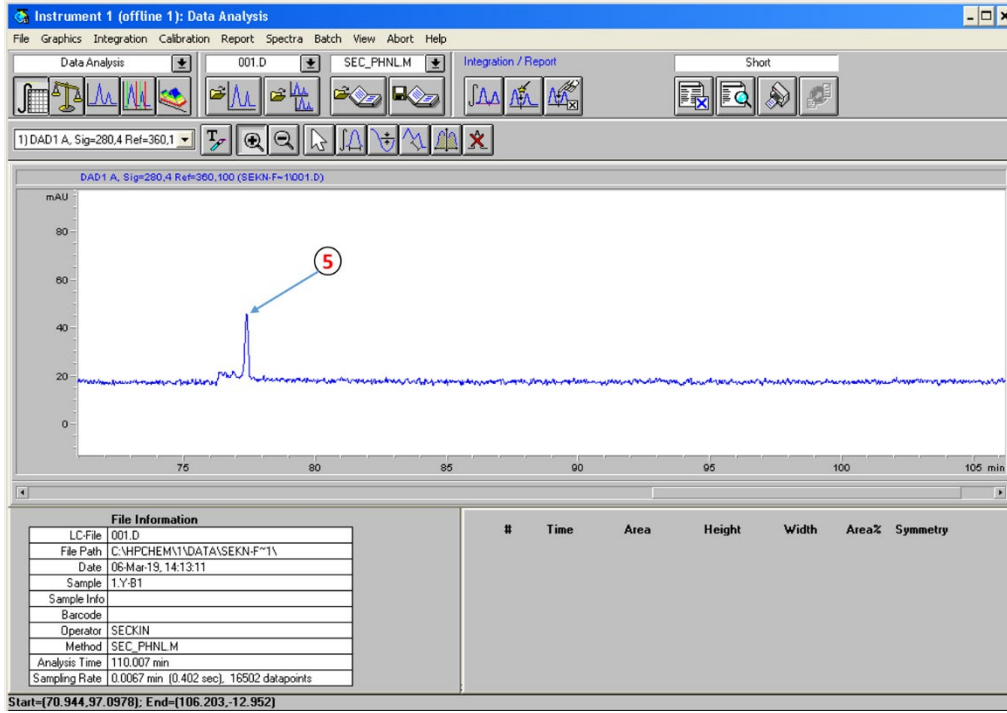 Instrument 1 (offline 1): Data Analysis
File Graphics Integration Calibration Report Spectra Batch View Abort Help
Data Analysis 001.D SEC_PHNL.M Integration / Report Short
1) DAD1 A, Sig=280,4 Ref=360,1
DAD1 A, Sig=280,4 Ref=360,100 (SEKN-F~1\001.D)
mAU
80
60
40
20
0
5
75 80 85 90 95 100 105 min
File Information
LC-File 001.D
File Path C:\HPCHEM\1\DATA\SEKN-F~1\
Date 06-Mar-19, 14:13:11
Sample 1.Y-B1
Sample Info
Barcode
Operator SECKIN
Method SEC_PHNL.M
Analysis Time 110.007 min
Sampling Rate 0.0067 min (0.402 sec), 16502 datapoints
# Time Area Height Width Area% Symmetry
Start=(70.944,97.0978); End=(106.203,-12.952)